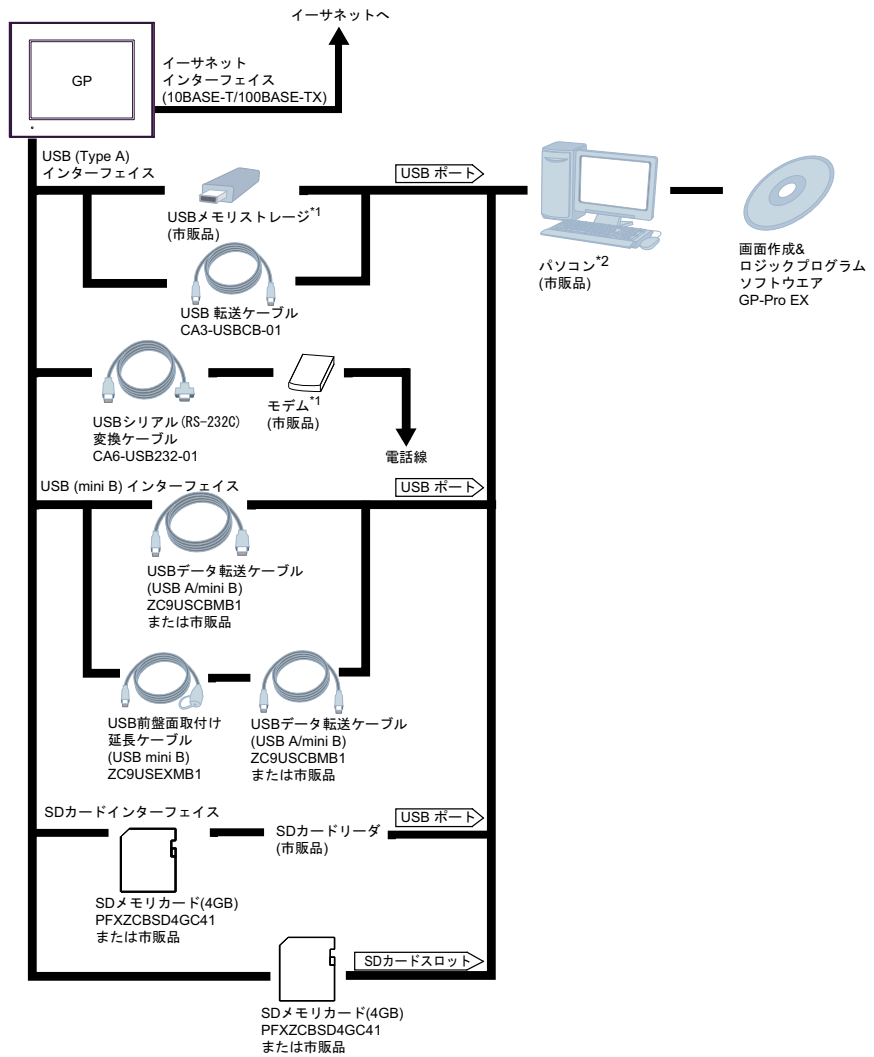 イーサネットへ
GP
イーサネット
インターフェイス
(10BASE-T/100BASE-TX)
USB (Type A)
インターフェイス
USB ポート
USBメモリストレージ*1
(市販品)
USB 転送ケーブル
CA3-USBCB-01
パソコン*2
(市販品)
画面作成&
ロジックプログラム
ソフトウエア
GP-Pro EX
USBシリアル(RS-232C)
変換ケーブル
CA6-USB232-01
モデム*1
(市販品)
電話線
USB (mini B) インターフェイス
USB ポート
USBデータ転送ケーブル
(USB A/mini B)
ZC9USCBMB1
または市販品
USB前盤面取付け
延長ケーブル
(USB mini B)
ZC9USEXMB1
USBデータ転送ケーブル
(USB A/mini B)
ZC9USCBMB1
または市販品
SDカードインターフェイス
USB ポート
SDカードリーダ
(市販品)
SDメモリカード(4GB)
PFXZCBSD4GC41
または市販品
SDカードスロット
SDメモリカード(4GB)
PFXZCBSD4GC41
または市販品